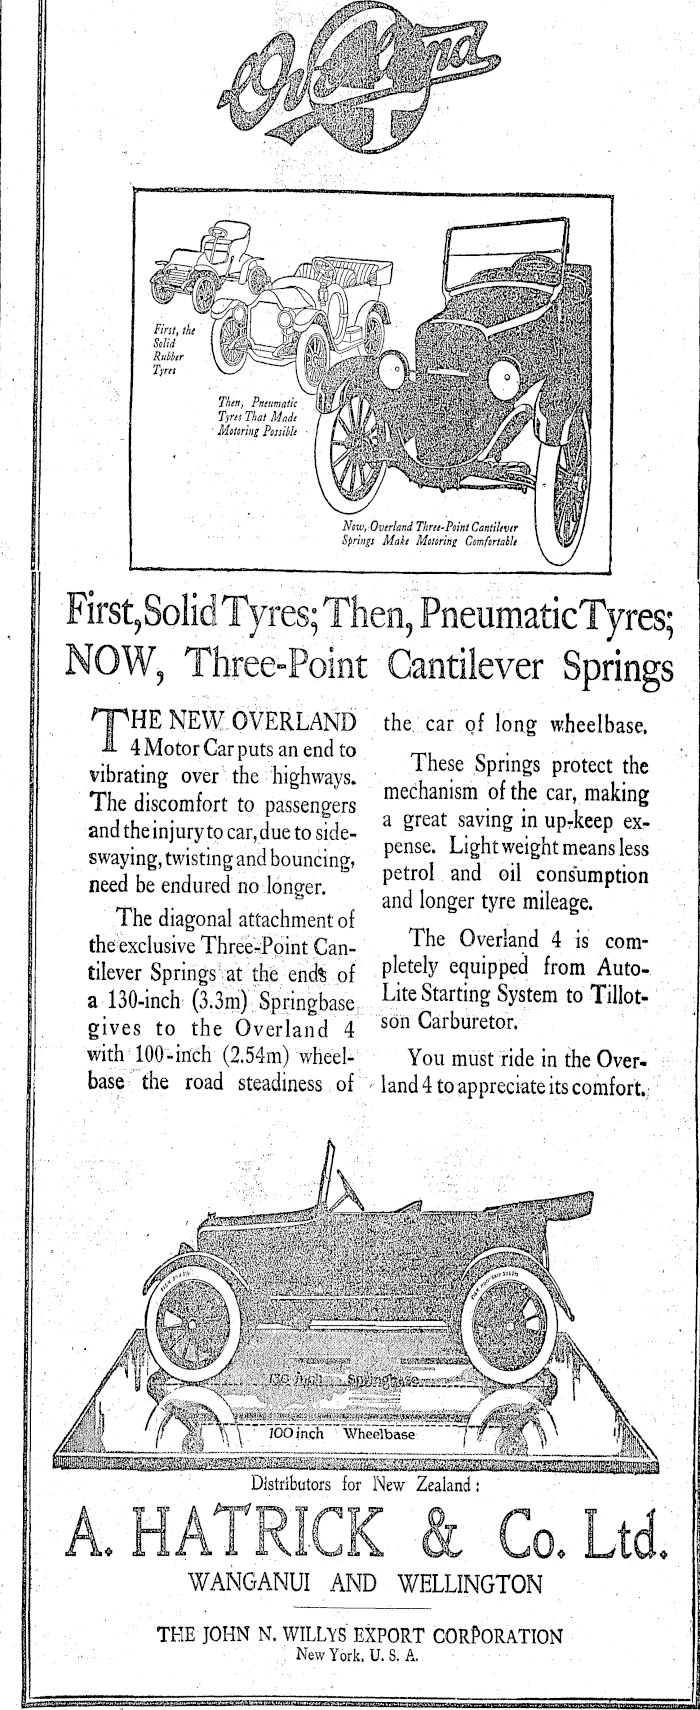 Overland
First, the
Solid
Rubber
Tyres
Then, Pneumatic
Tyres That Made
Motoring Possible
Now, Overland Three-Point Cantilever
Springs Make Motoring Comfortable
First, Solid Tyres; Then, Pneumatic Tyres;
NOW, Three-Point Cantilever Springs
THE NEW OVERLAND
4 Motor Car puts an end to
vibrating over the highways.
The discomfort to passengers
and the injury to car, due to side-
swaying, twisting and bouncing,
need be endured no longer.
The diagonal attachment of
the exclusive Three-Point Can-
tilever Springs at the ends of
a 130-inch (3.3m) Springbase
gives to the Overland 4
with 100-inch (2.54m) wheel-
base the road steadiness of
the car of long wheelbase.
These Springs protect the
mechanism of the car, making
a great saving in up-keep ex-
pense. Light weight means less
petrol and oil consumption
and longer tyre mileage.
The Overland 4 is com-
pletely equipped from Auto-
Lite Starting System to Tillot-
son Carburetor.
You must ride in the Over-
land 4 to appreciate its comfort.
130 inch Springbase
100 inch Wheelbase
Distributors for New Zealand:
A. HATRICK & Co. Ltd.
WANGANUI AND WELLINGTON
THE JOHN N. WILLYS EXPORT CORPORATION
New York, U. S. A.